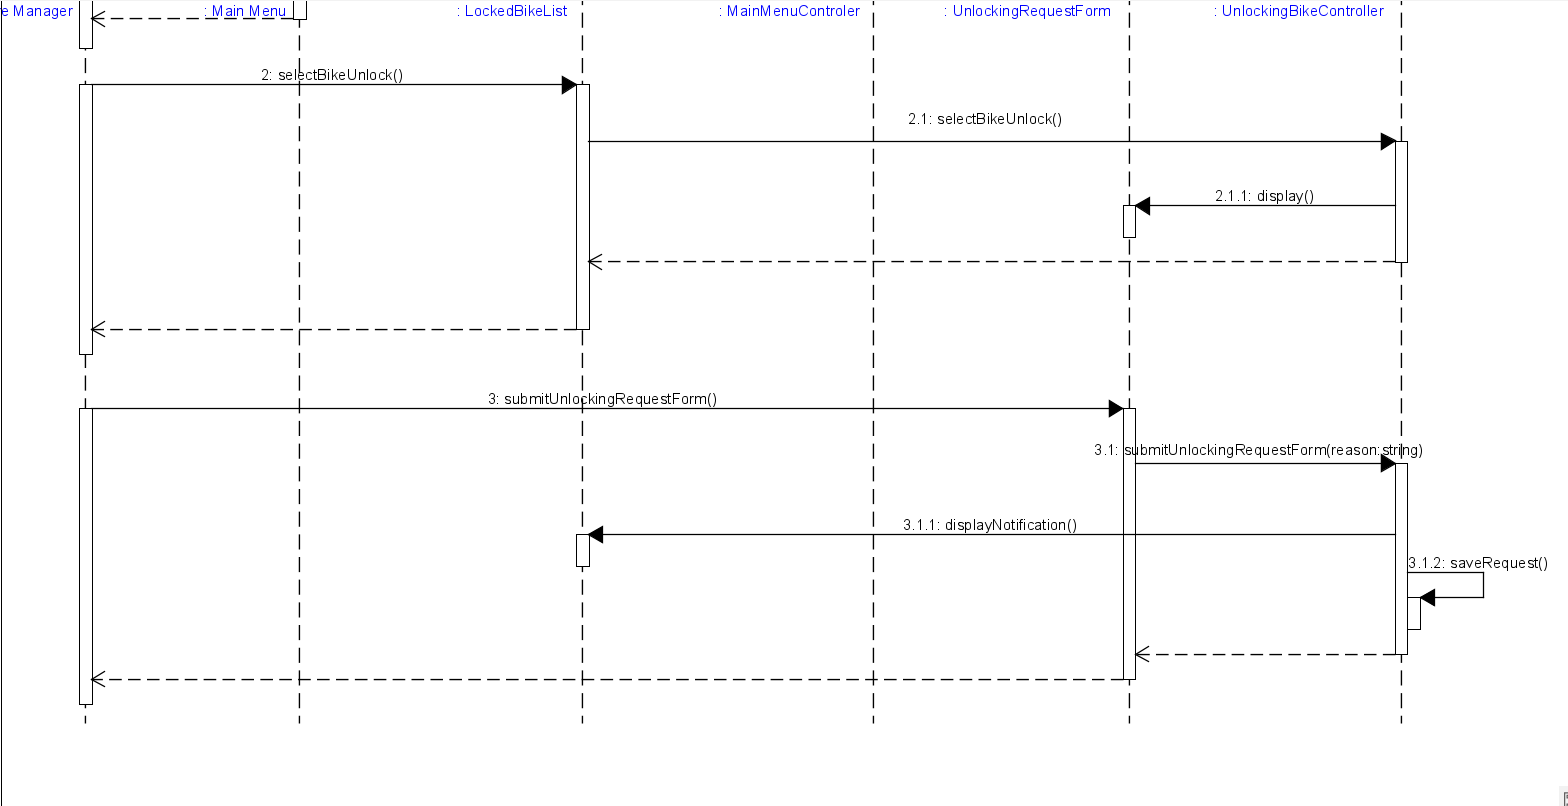 e Manager
: Main Menu
: LockedBikeList
: MainMenuControler
: UnlockingRequestForm
: UnlockingBikeController
2: selectBikeUnlock()
2.1: selectBikeUnlock()
2.1.1: display()
3: submitUnlockingRequestForm()
3.1: submitUnlockingRequestForm(reason:string)
3.1.1: displayNotification()
3.1.2: saveRequest()